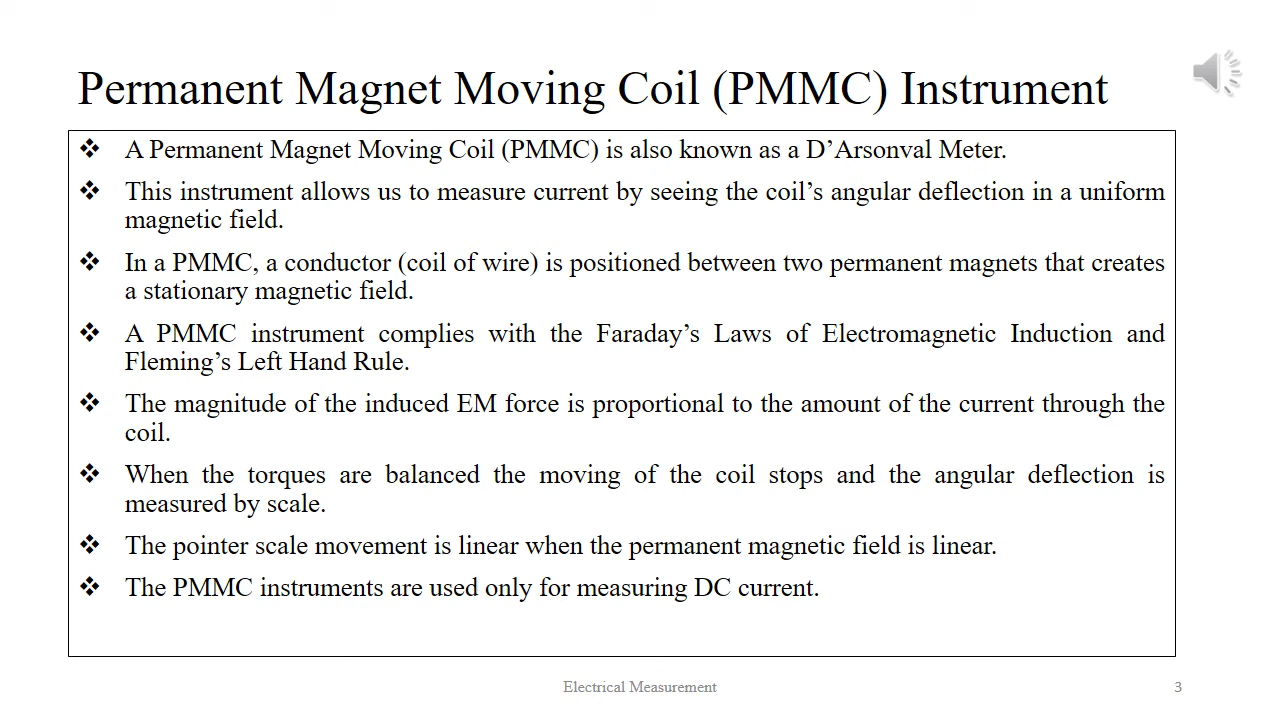 Permanent Magnet Moving Coil (PMMC) Instrument
❖ A Permanent Magnet Moving Coil (PMMC) is also known as a D’Arsonval Meter.
❖ This instrument allows us to measure current by seeing the coil’s angular deflection in a uniform
magnetic field.
❖ In a PMMC, a conductor (coil of wire) is positioned between two permanent magnets that creates
a stationary magnetic field.
❖ A PMMC instrument complies with the Faraday’s Laws of Electromagnetic Induction and
Fleming’s Left Hand Rule.
❖ The magnitude of the induced EM force is proportional to the amount of the current through the
coil.
❖ When the torques are balanced the moving of the coil stops and the angular deflection is
measured by scale.
❖ The pointer scale movement is linear when the permanent magnetic field is linear.
❖ The PMMC instruments are used only for measuring DC current.
Electrical Measurement
3